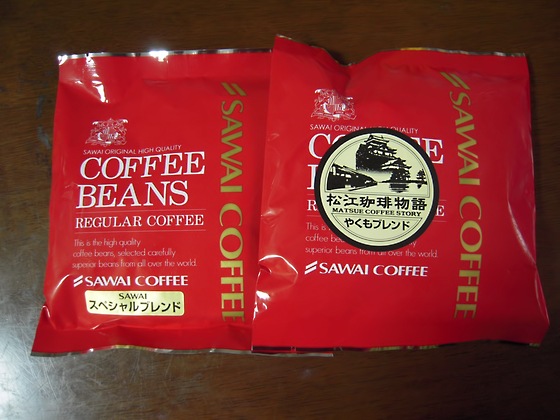 SAWAI ORIGINAL HIGH QUALITY
COFFEE
BEANS
REGULAR COFFEE
This is the high quality
coffee beans, selected carefully
superior beans from all over the world.
SAWAI COFFEE
SAWAI
スペシャルブレンド
SAWAI COFFEE
SAWAI ORIGINAL HIGH QUALITY
松江珈琲物語
MATSUE COFFEE STORY
やくもブレンド
This is
coffee bea
superior beans from all over the world.
SAWAI COFFEE
SAWAI COFFEE